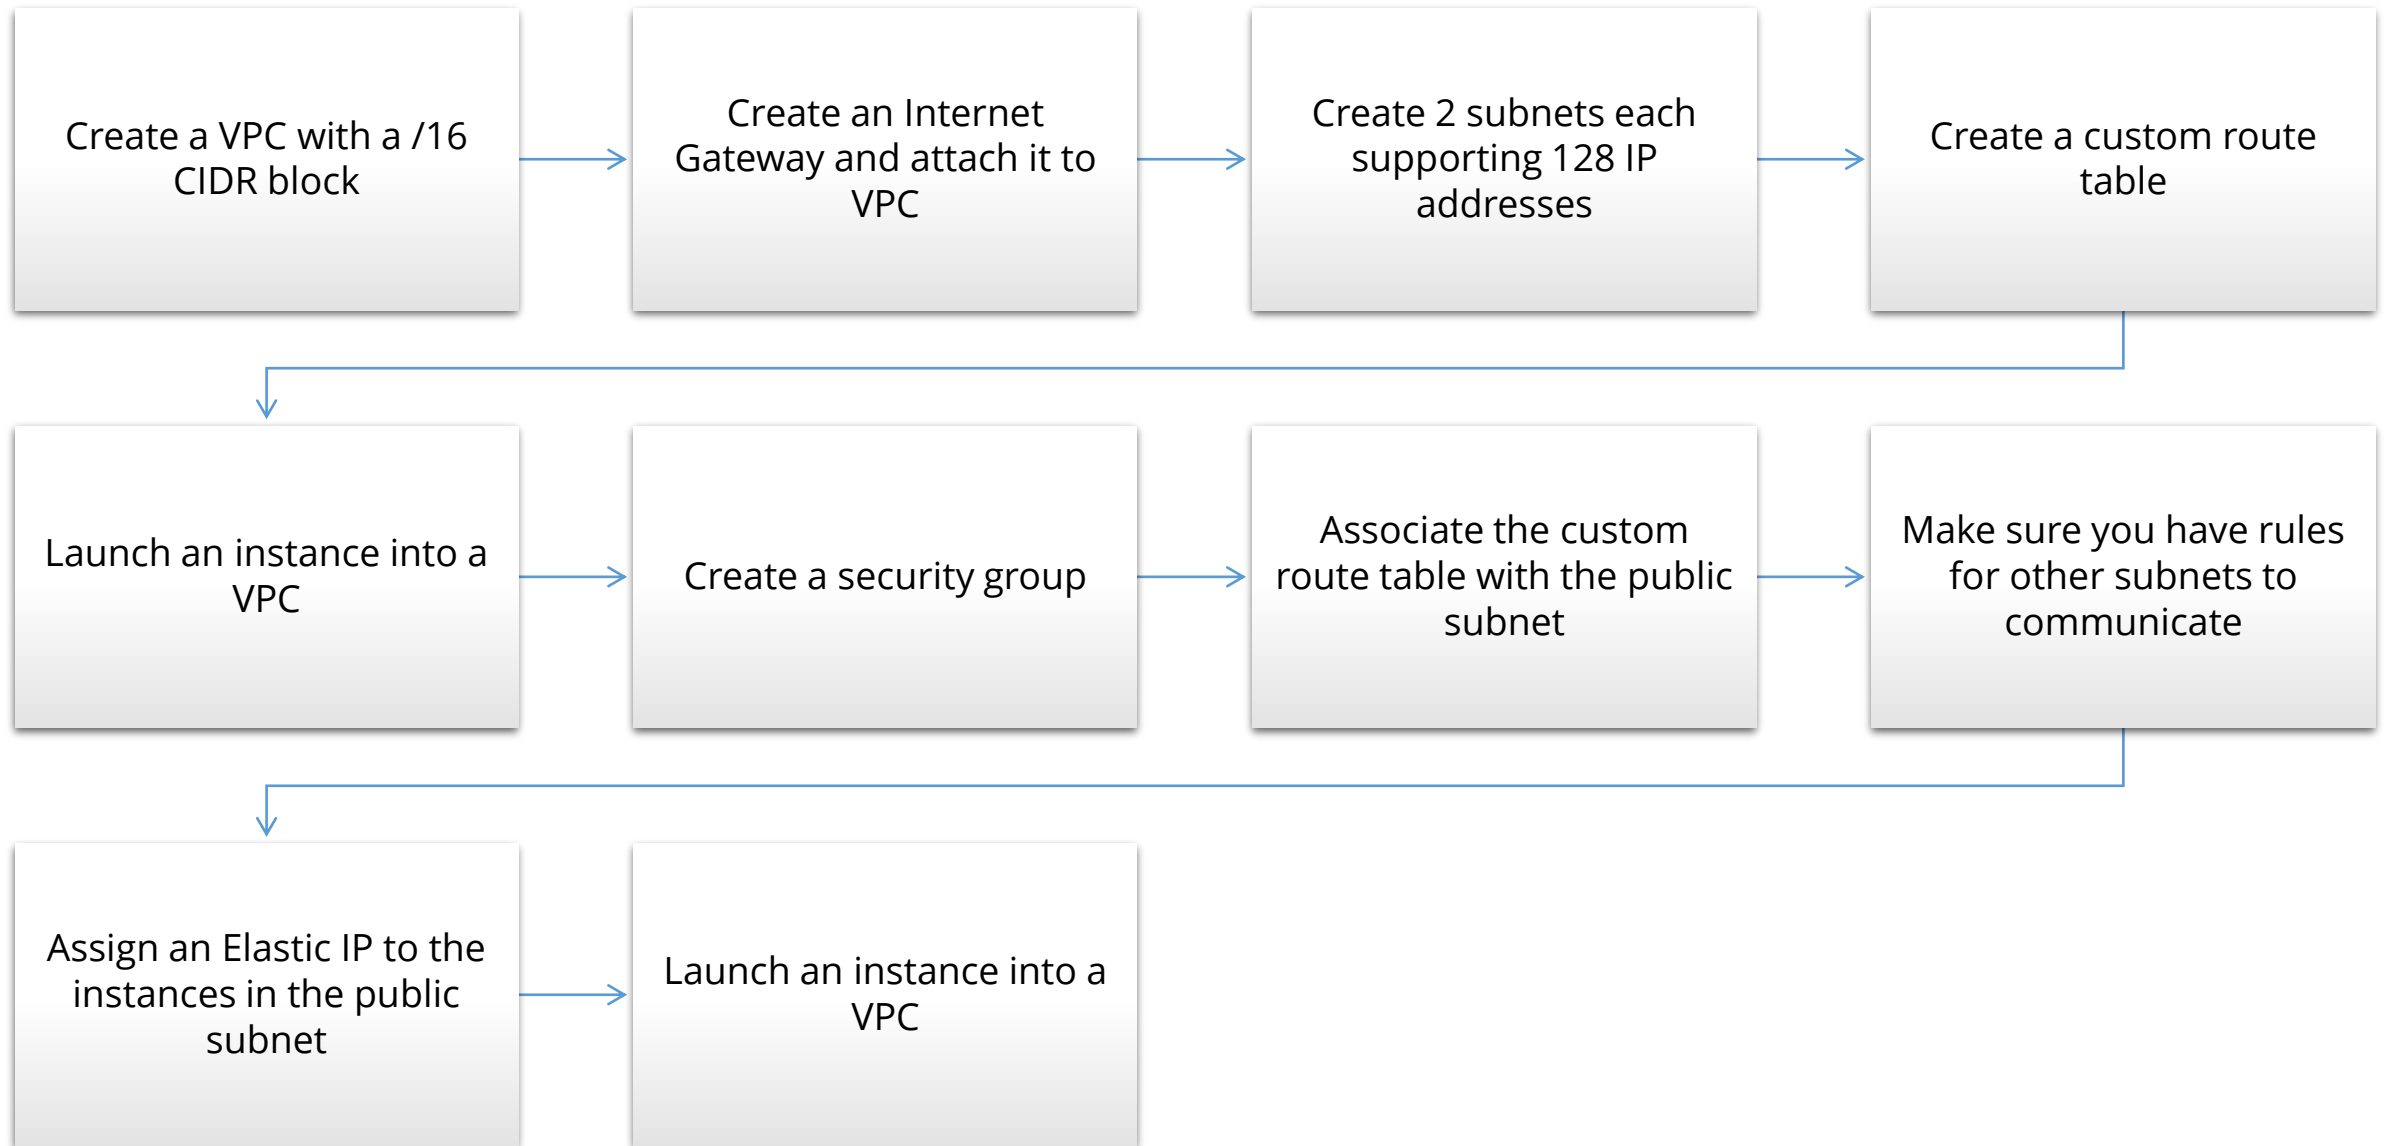 Create a VPC with a /16
CIDR block
Create an Internet
Gateway and attach it to
VPC
Create 2 subnets each
supporting 128 IP
addresses
Create a custom route
table
Launch an instance into a
VPC
Create a security group
Associate the custom
route table with the public
subnet
Make sure you have rules
for other subnets to
communicate
Assign an Elastic IP to the
instances in the public
subnet
Launch an instance into a
VPC